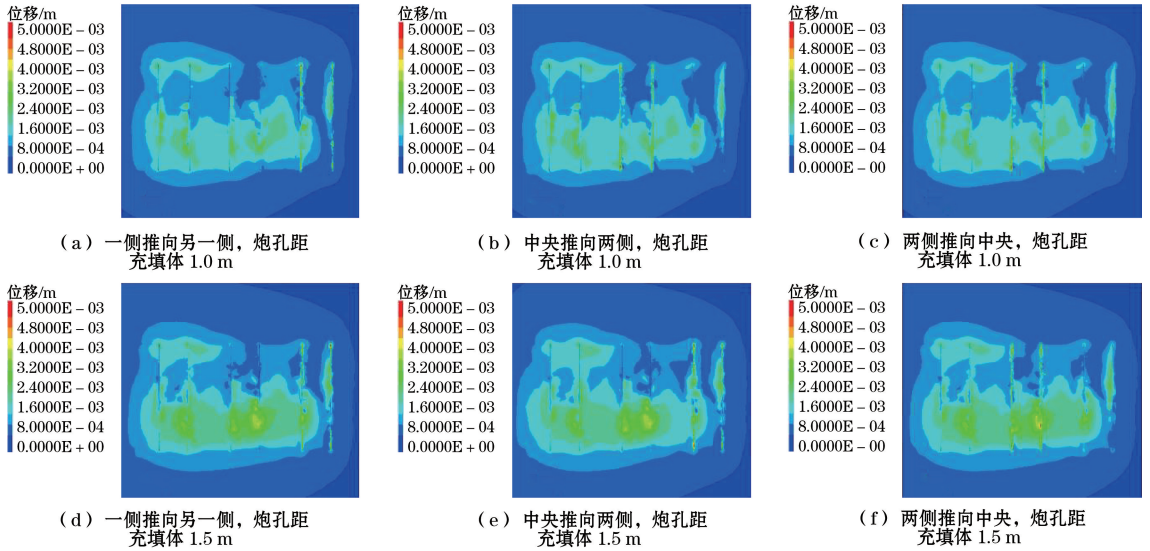 位移/m
5.0000E－03
4.8000E－03
4.0000E－03
3.2000E－03
2.4000E－03
1.6000E－03
8.0000E－04
0.0000E＋00
(a) 一侧推向另一侧，炮孔距
充填体 1.0 m
位移/m
5.0000E－03
4.8000E－03
4.0000E－03
3.2000E－03
2.4000E－03
1.6000E－03
8.0000E－04
0.0000E＋00
(b) 中央推向两侧，炮孔距
充填体 1.0 m
位移/m
5.0000E－03
4.8000E－03
4.0000E－03
3.2000E－03
2.4000E－03
1.6000E－03
8.0000E－04
0.0000E－00
(c) 两侧推向中央，炮孔距
充填体 1.0 m
位移/m
5.0000E－03
4.8000E－03
4.0000E－03
3.2000E－03
2.4000E－03
1.6000E－03
8.0000E－04
0.0000E＋00
(d) 一侧推向另一侧，炮孔距
充填体 1.5 m
位移/m
5.0000E－03
4.8000E－03
4.0000E－03
3.2000E－03
2.4000E－03
1.6000E－03
8.0000E－04
0.0000E＋00
(e) 中央推向两侧，炮孔距
充填体 1.5 m
位移/m
5.0000E－03
4.8000E－03
4.0000E－03
3.2000E－03
2.4000E－03
1.6000E－03
8.0000E－04
0.0000E－00
(f) 两侧推向中央，炮孔距
充填体 1.5 m